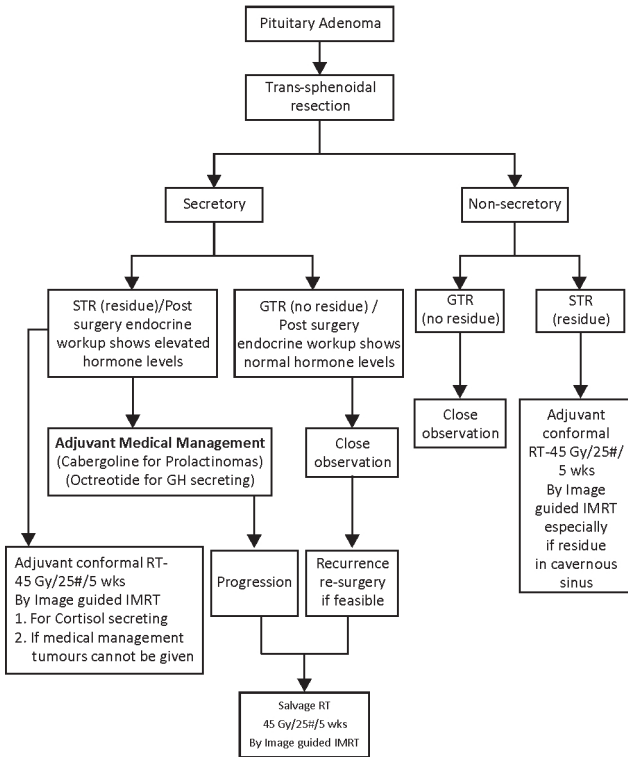 Pituitary Adenoma
Trans-sphenoidal
resection
Secretory
Non-secretory
STR (residue)/Post
surgery endocrine
workup shows elevated
hormone levels
GTR (no residue) /
Post surgery
endocrine workup shows
normal hormone levels
GTR
(no residue)
STR
(residue)
Adjuvant Medical Management
(Cabergoline for Prolactinomas)
(Octreotide for GH secreting)
Close
observation
Close
observation
Adjuvant
conformal
RT-45 Gy/25#/
5 wks
By Image
guided IMRT
especially
if residue
in cavernous
sinus
Adjuvant conformal RT-
45 Gy/25#/5 wks
By Image guided IMRT
1. For Cortisol secreting
2. If medical management
tumours cannot be given
Progression
Recurrence
re-surgery
if feasible
Salvage RT
45 Gy/25#/5 wks
By Image guided IMRT